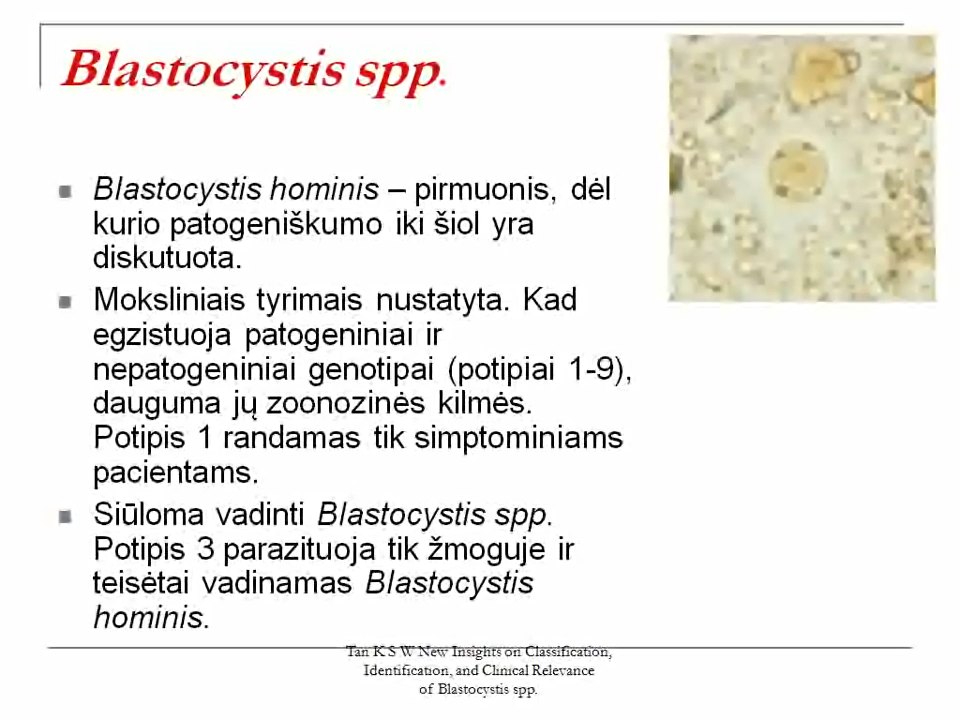 Blastocystis spp.
Blastocystis hominis – pirmuonis, dėl
kurio patogeniškumo iki šiol yra
diskutuota.
Moksliniais tyrimais nustatyta. Kad
egzistuoja patogeniniai ir
nepatogeniniai genotipai (potipiai 1-9),
dauguma jų zoonozinės kilmės.
Potipis 1 randamas tik simptominiams
pacientams.
Siūloma vadinti Blastocystis spp.
Potipis 3 parazituoja tik žmoguje ir
teisėtai vadinamas Blastocystis
hominis.
Tan K S W New Insights on Classification,
Identification, and Clinical Relevance
of Blastocystis spp.